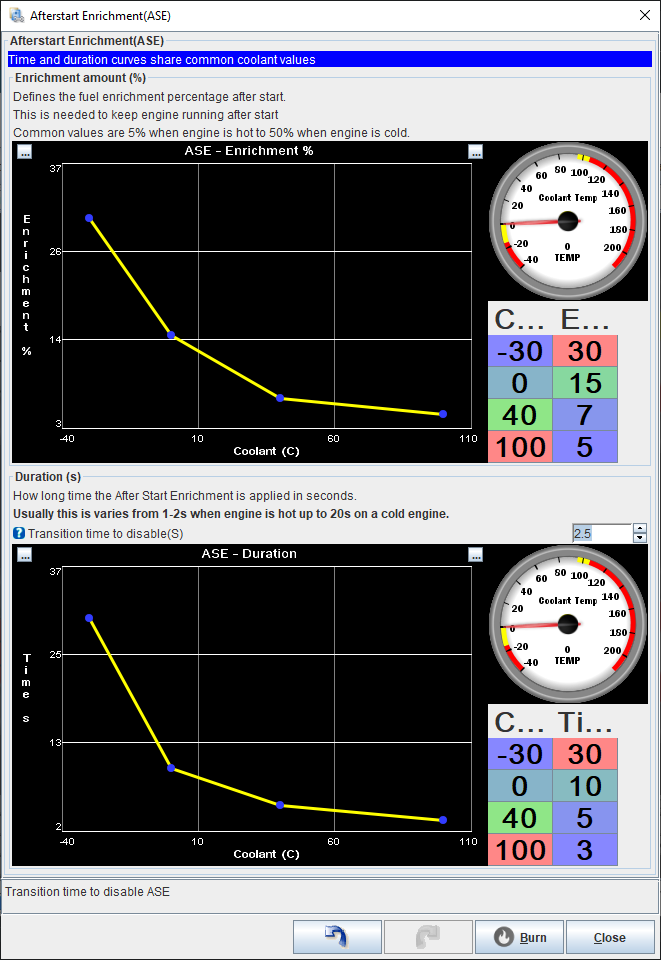 Afterstart Enrichment(ASE)
Afterstart Enrichment(ASE)
Time and duration curves share common coolant values
Enrichment amount (%)
Defines the fuel enrichment percentage after start.
This is needed to keep engine running after start
Common values are 5% when engine is hot to 50% when engine is cold.
... ASE - Enrichment % ...
37
26
14
3
Enrichment %
-40 10 60 110
Coolant (C)
-40
-20
0
20
40
60
80
100
120
140
160
180
200
Coolant Temp
0
TEMP
C... E...
-30 30
0 15
40 7
100 5
Duration (s)
How long time the After Start Enrichment is applied in seconds.
Usually this is varies from 1-2s when engine is hot up to 20s on a cold engine.
? Transition time to disable(S) 2.5
... ASE - Duration ...
37
25
13
2
Time s
-40 10 60 110
Coolant (C)
-40
-20
0
20
40
60
80
100
120
140
160
180
200
Coolant Temp
0
TEMP
C... Ti...
-30 30
0 10
40 5
100 3
Transition time to disable ASE
Burn Close